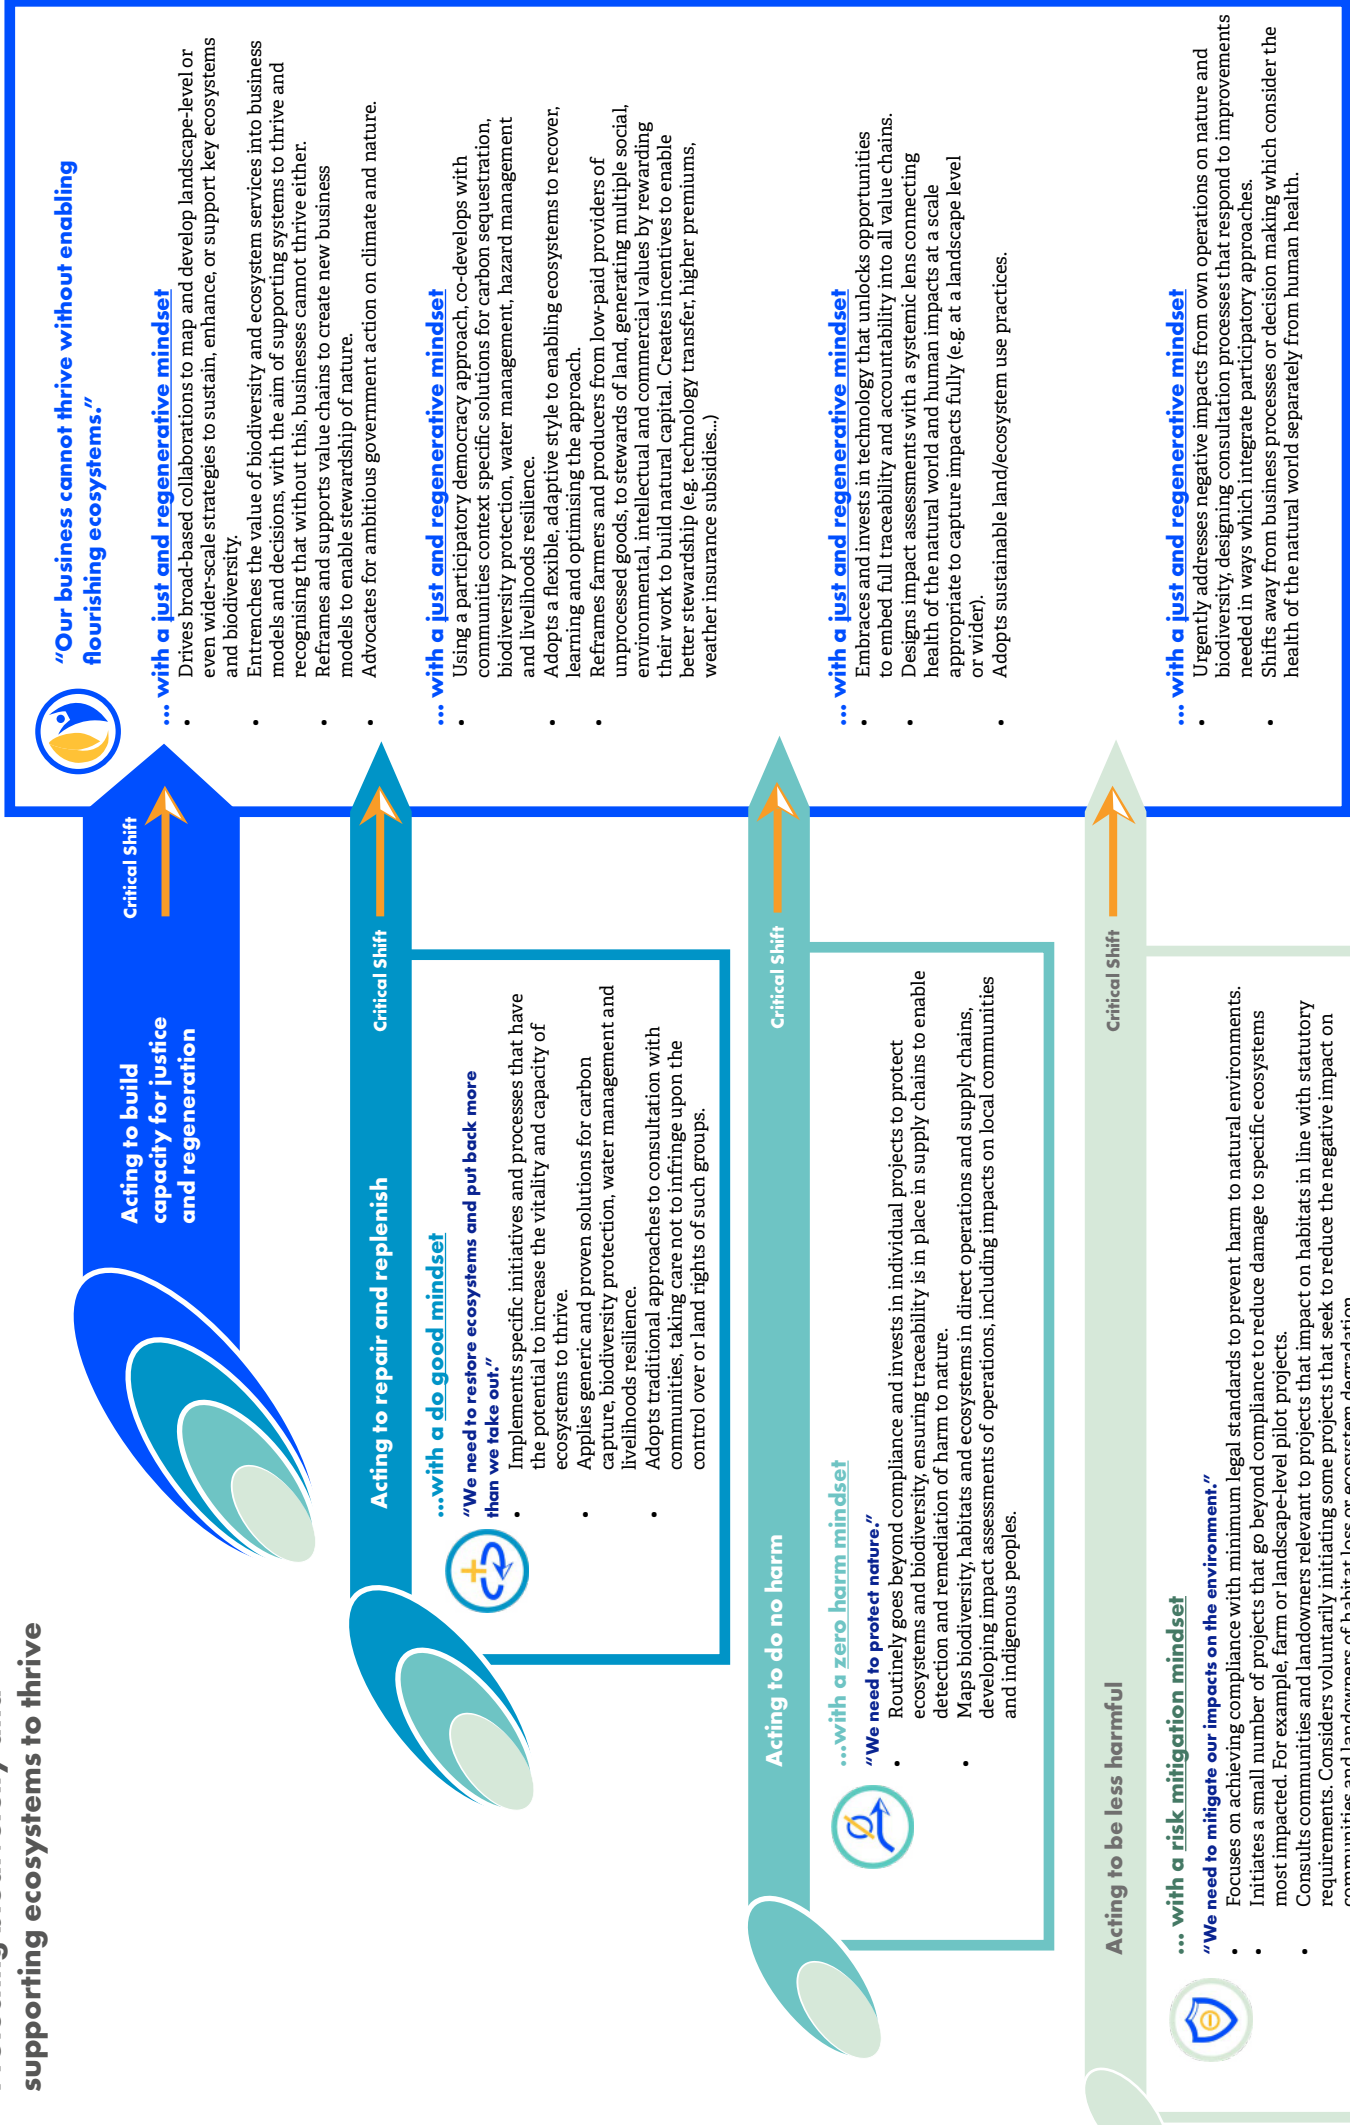 supporting ecosystems to thrive
"Our business cannot thrive without enabling
flourishing ecosystems."
Acting to build
capacity for justice
and regeneration
Critical Shift
... with a just and regenerative mindset
• Drives broad-based collaborations to map and develop landscape-level or
even wider-scale strategies to sustain, enhance, or support key ecosystems
and biodiversity.
• Entrenches the value of biodiversity and ecosystem services into business
models and decisions, with the aim of supporting systems to thrive and
recognising that without this, businesses cannot thrive either.
• Reframes and supports value chains to create new business
models to enable stewardship of nature.
• Advocates for ambitious government action on climate and nature.
Acting to repair and replenish
Critical Shift
...with a do good mindset
"We need to restore ecosystems and put back more
than we take out."
• Implements specific initiatives and processes that have
the potential to increase the vitality and capacity of
ecosystems to thrive.
• Applies generic and proven solutions for carbon
capture, biodiversity protection, water management and
livelihoods resilience.
• Adopts traditional approaches to consultation with
communities, taking care not to infringe upon the
control over or land rights of such groups.
... with a just and regenerative mindset
• Using a participatory democracy approach, co-develops with
communities context specific solutions for carbon sequestration,
biodiversity protection, water management, hazard management
and livelihoods resilience.
• Adopts a flexible, adaptive style to enabling ecosystems to recover,
learning and optimising the approach.
• Reframes farmers and producers from low-paid providers of
unprocessed goods, to stewards of land, generating multiple social,
environmental, intellectual and commercial values by rewarding
their work to build natural capital. Creates incentives to enable
better stewardship (e.g. technology transfer, higher premiums,
weather insurance subsidies...)
Acting to do no harm
Critical Shift
...with a zero harm mindset
"We need to protect nature."
• Routinely goes beyond compliance and invests in individual projects to protect
ecosystems and biodiversity, ensuring traceability is in place in supply chains to enable
detection and remediation of harm to nature.
• Maps biodiversity, habitats and ecosystems in direct operations and supply chains,
developing impact assessments of operations, including impacts on local communities
and indigenous peoples.
... with a just and regenerative mindset
• Embraces and invests in technology that unlocks opportunities
to embed full traceability and accountability into all value chains.
• Designs impact assessments with a systemic lens connecting
health of the natural world and human impacts at a scale
appropriate to capture impacts fully (e.g. at a landscape level
or wider).
• Adopts sustainable land/ecosystem use practices.
Acting to be less harmful
Critical Shift
... with a risk mitigation mindset
"We need to mitigate our impacts on the environment."
• Focuses on achieving compliance with minimum legal standards to prevent harm to natural environments.
• Initiates a small number of projects that go beyond compliance to reduce damage to specific ecosystems
most impacted. For example, farm or landscape-level pilot projects.
• Consults communities and landowners relevant to projects that impact on habitats in line with statutory
requirements. Considers voluntarily initiating some projects that seek to reduce the negative impact on
communities and landowners of habitat loss or ecosystem degradation
... with a just and regenerative mindset
• Urgently addresses negative impacts from own operations on nature and
biodiversity, designing consultation processes that respond to improvements
needed in ways which integrate participatory approaches.
• Shifts away from business processes or decision making which consider the
health of the natural world separately from human health.